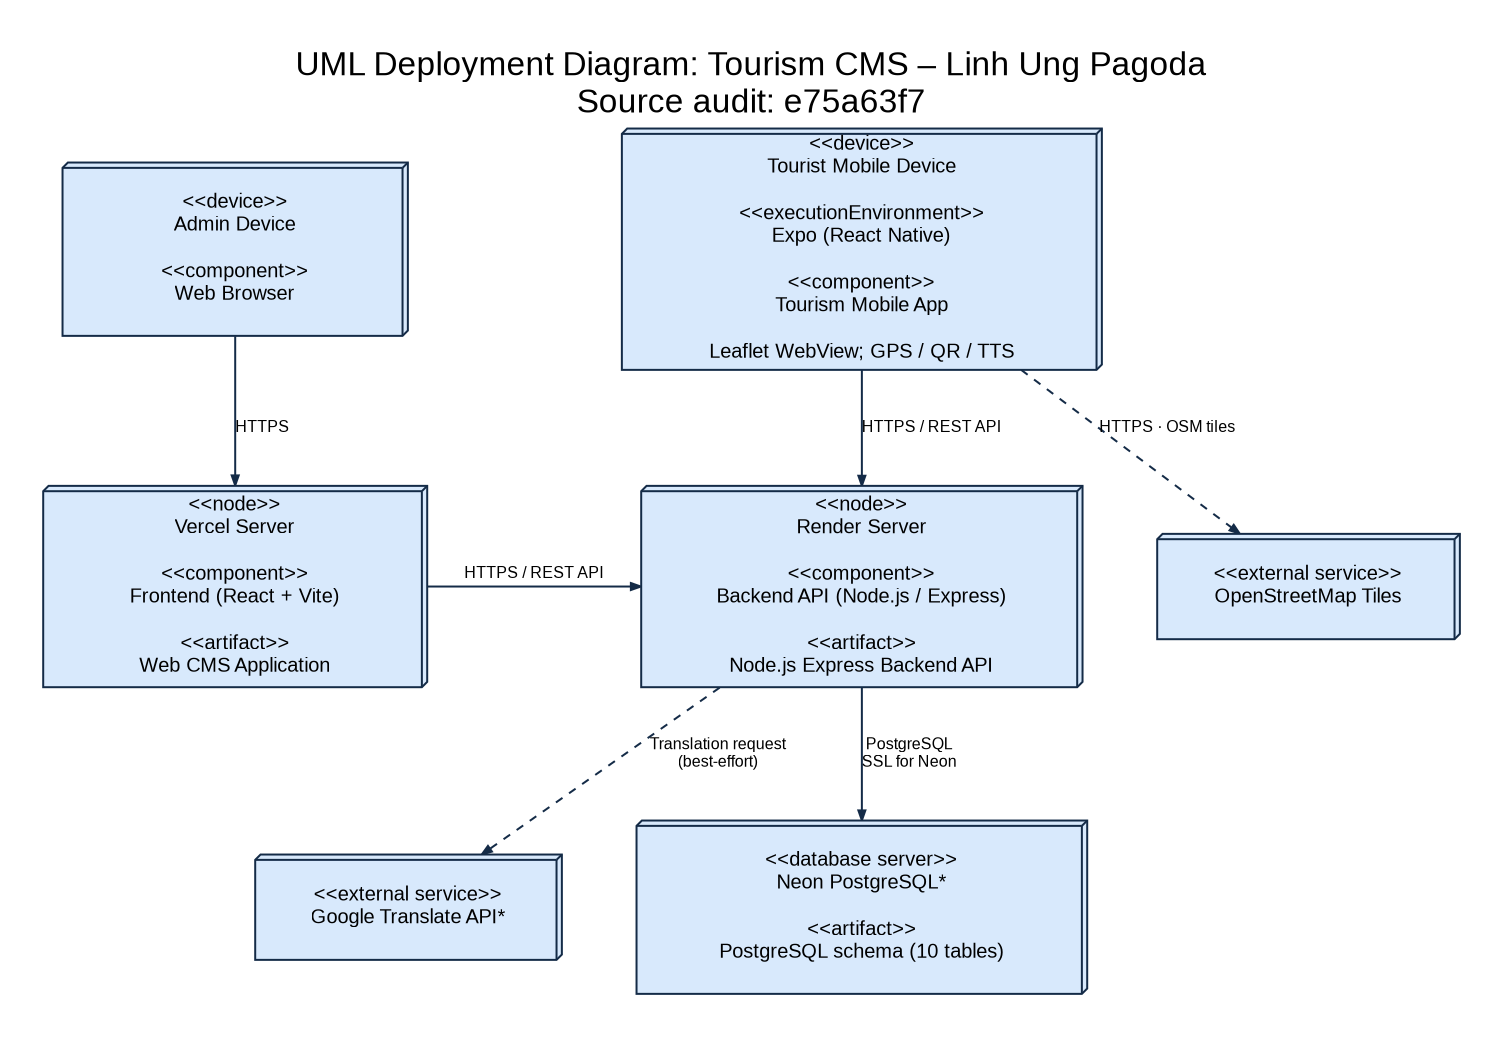 UML Deployment Diagram: Tourism CMS – Linh Ung Pagoda
Source audit: e75a63f7
<<device>>
Admin Device
<<component>>
Web Browser
<<device>>
Tourist Mobile Device
<<executionEnvironment>>
Expo (React Native)
<<component>>
Tourism Mobile App
Leaflet WebView; GPS / QR / TTS
HTTPS
HTTPS / REST API
HTTPS · OSM tiles
<<node>>
Vercel Server
<<component>>
Frontend (React + Vite)
<<artifact>>
Web CMS Application
HTTPS / REST API
<<node>>
Render Server
<<component>>
Backend API (Node.js / Express)
<<artifact>>
Node.js Express Backend API
<<external service>>
OpenStreetMap Tiles
Translation request
(best-effort)
PostgreSQL
SSL for Neon
<<external service>>
Google Translate API*
<<database server>>
Neon PostgreSQL*
<<artifact>>
PostgreSQL schema (10 tables)